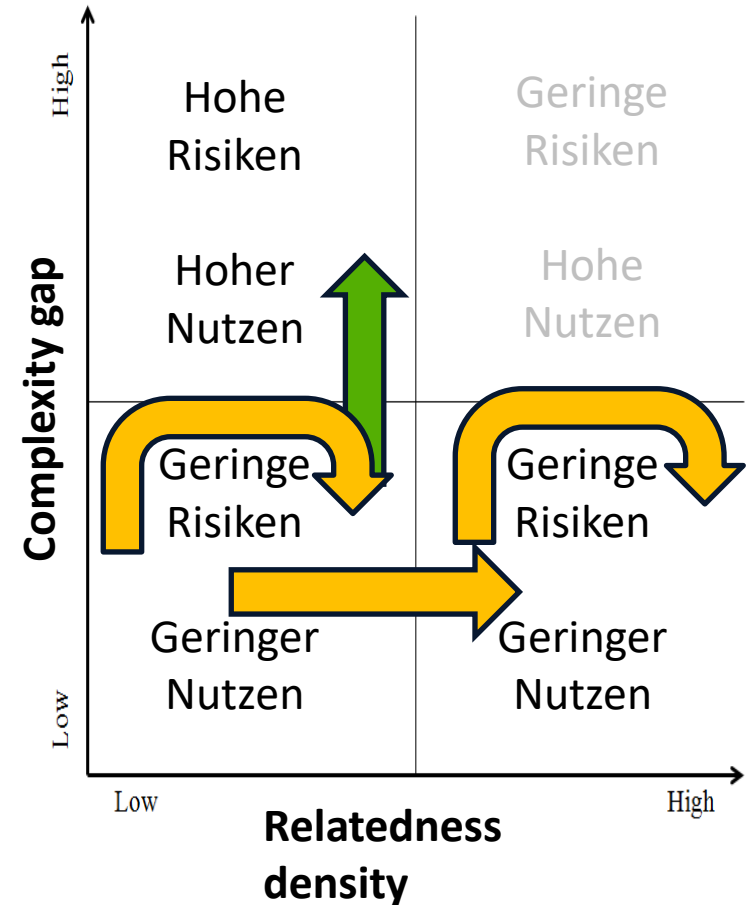 High
Complexity gap
Low
Hohe
Risiken
Hoher
Nutzen
Geringe
Risiken
Hohe
Nutzen
Geringe
Risiken
Geringer
Nutzen
Geringe
Risiken
Geringer
Nutzen
Low
High
Relatedness
density